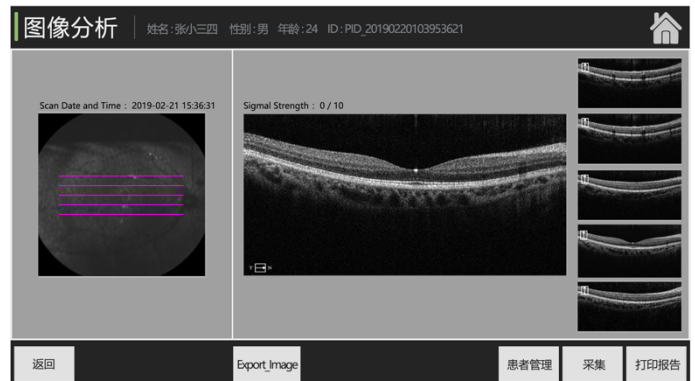 图像分析 姓名:张小三四 性别:男 年龄:24 ID:PID_20190220103953621
Scan Date and Time : 2019-02-21 15:36:31
Sigmal Strength : 0 / 10
T N
返回 Export_Image 患者管理 采集 打印报告